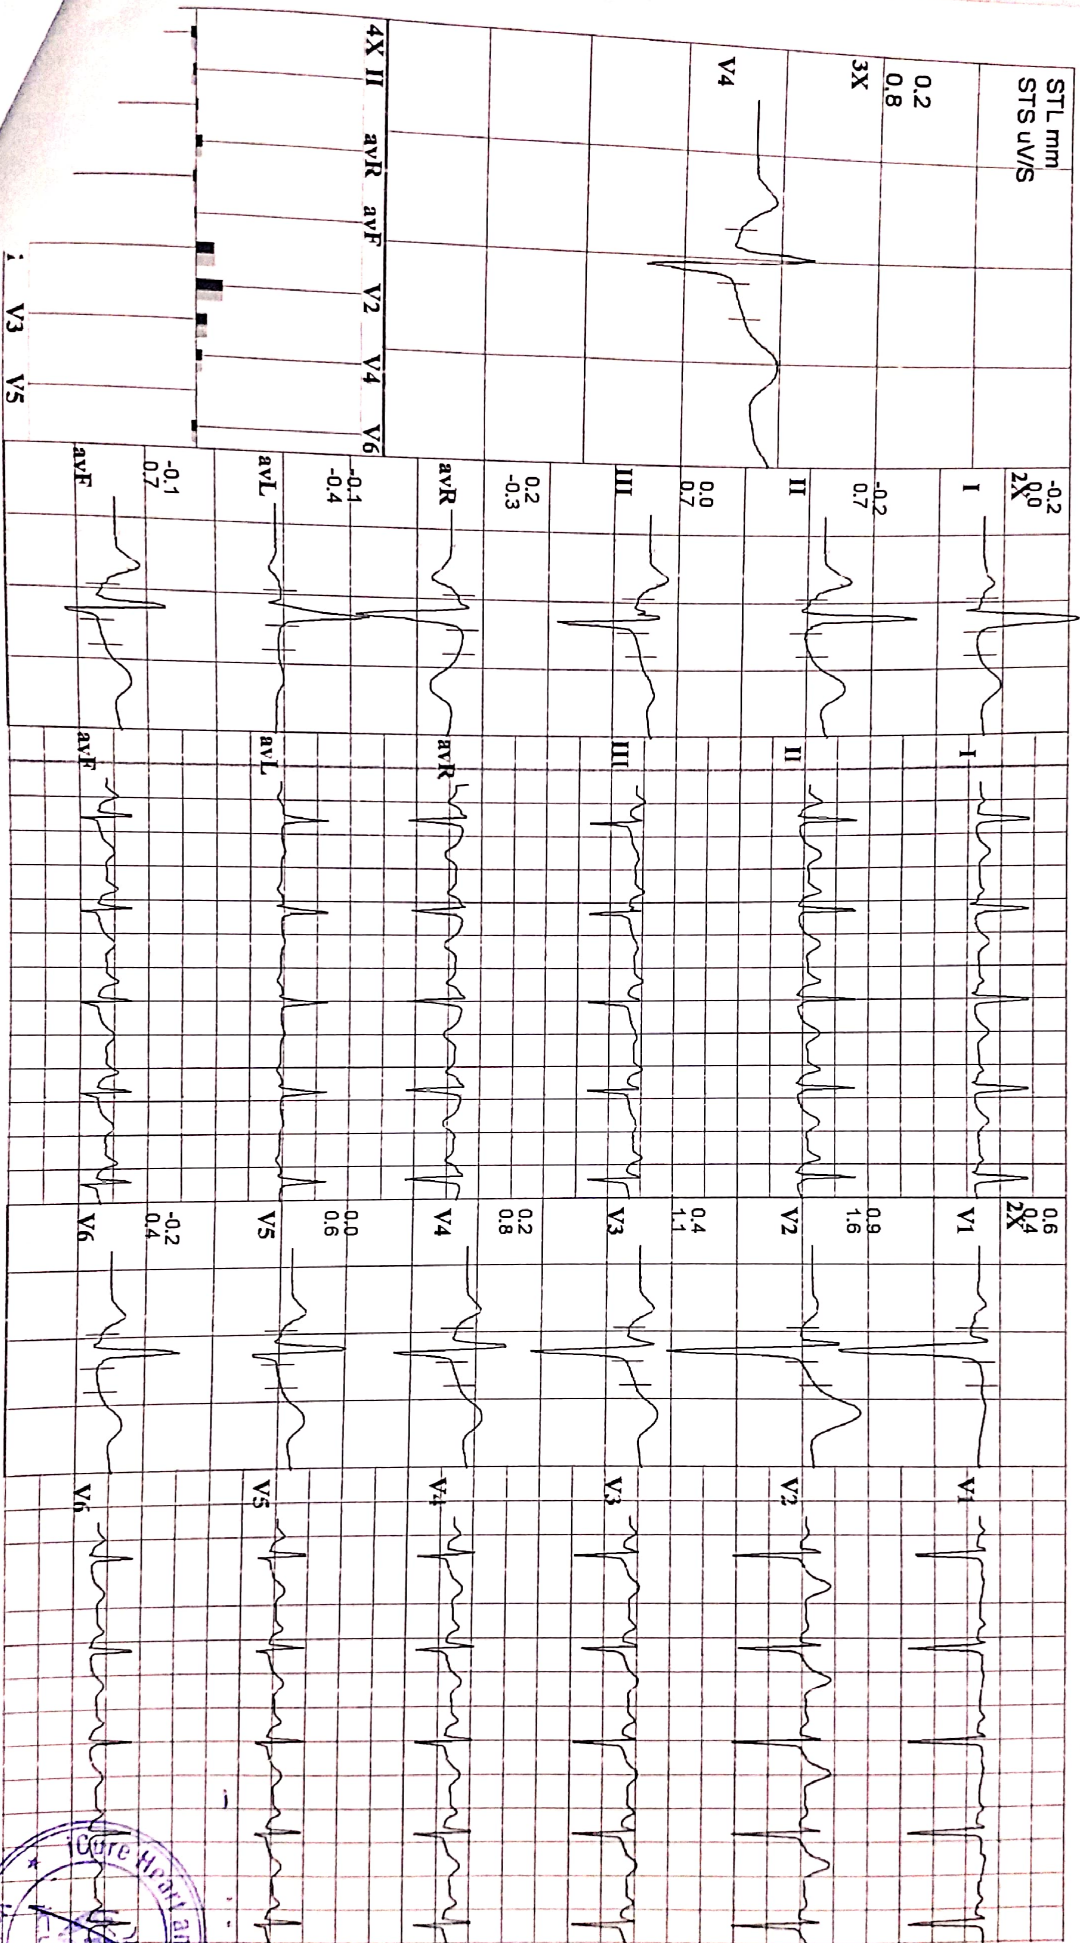 STL mm
STS uV/S
0.2
0.8
3X
V4
4X II avR avF V2 V4 V6
V3 V5
-0.2
0.0
2X
I
-0.2
0.7
II
0.0
0.7
III
0.2
-0.3
avR
-0.1
-0.4
avL
-0.1
0.7
avF
I
II
III
avR
avL
avF
0.6
0.4
2X
V1
0.9
1.6
V2
0.4
1.1
V3
0.2
0.8
V4
0.0
0.6
V5
-0.2
0.4
V6
V1
V2
V3
V4
V5
V6
iCure Heart